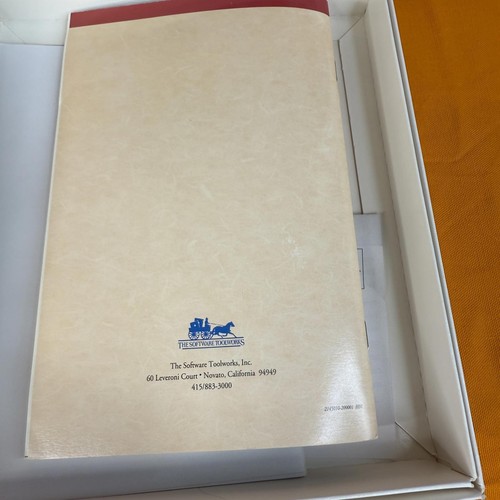 THE SOFTWARE TOOLWORKS
The Software Toolworks, Inc.
60 Leveroni Court • Novato, California 94949
415/883-3000